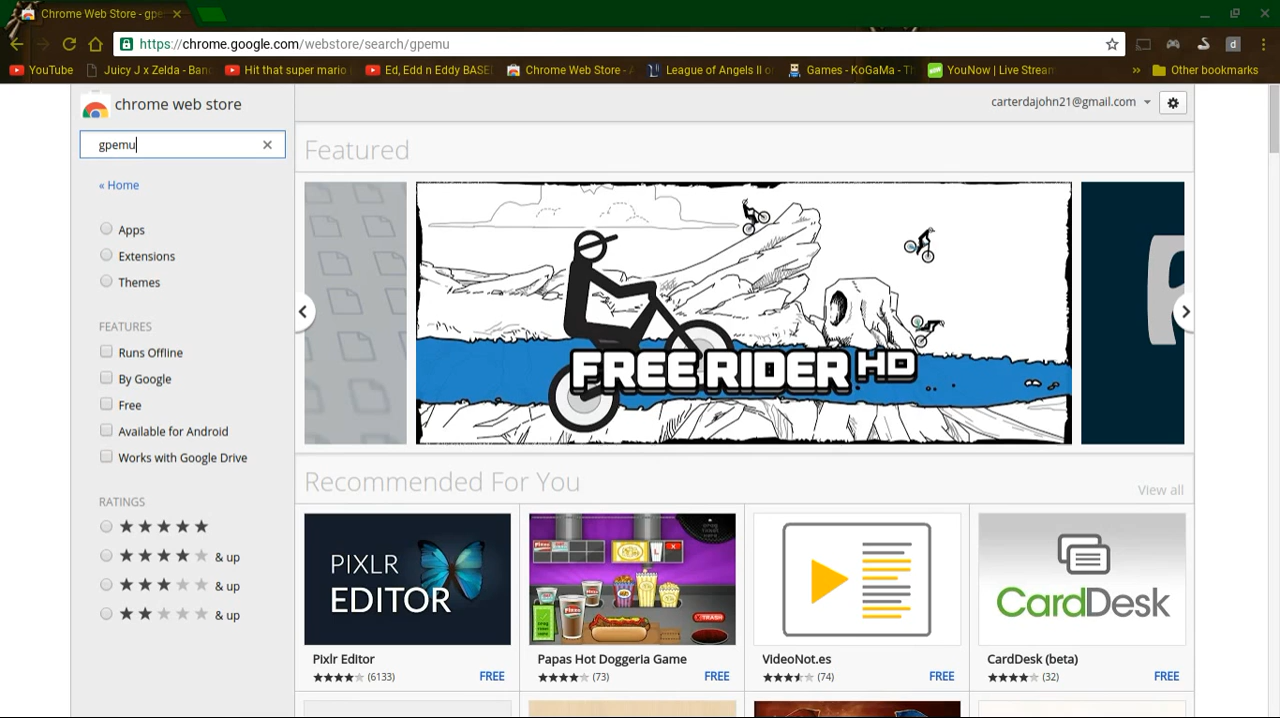 Chrome Web Store - gpe
https://chrome.google.com/webstore/search/gpemu
d
YouTube
Juicy J x Zelda - Ban
Hit that super mario
Ed, Edd n Eddy BASE
Chrome Web Store - A
League of Angels II o
Games - KoGaMa - Th
YouNow | Live Stream
Other bookmarks
chrome web store
carterdajohn21@gmail.com
gpemu
« Home
Apps
Extensions
Themes
FEATURES
Runs Offline
By Google
Free
Available for Android
Works with Google Drive
RATINGS
& up
& up
& up
Featured
FREE RIDER HD
Recommended For You
View all
PIXLR
EDITOR
Pixlr Editor
(6133)
FREE
TRASH
Papas Hot Doggeria Game
(73)
FREE
VideoNot.es
(74)
FREE
CardDesk
CardDesk (beta)
(32)
FREE